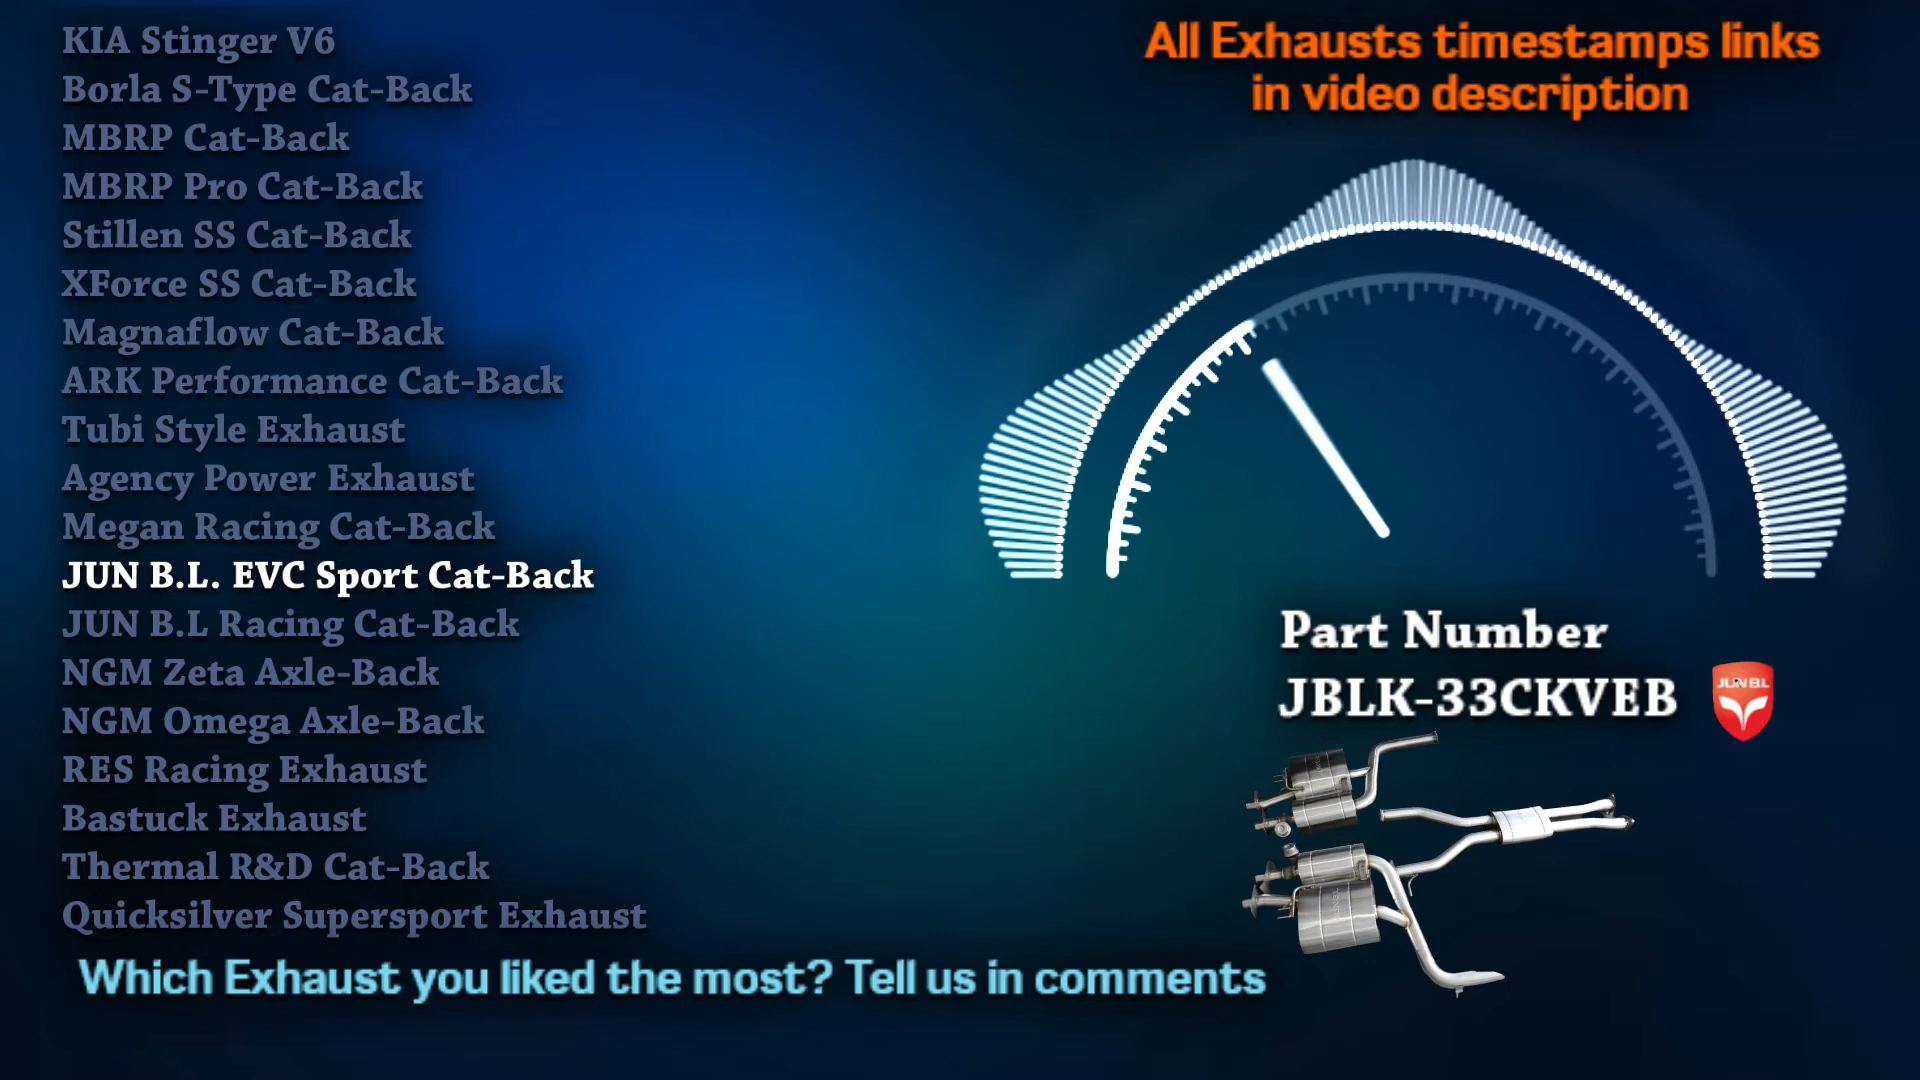 KIA Stinger V6
Borla S-Type Cat-Back
MBRP Cat-Back
MBRP Pro Cat-Back
Stillen SS Cat-Back
XForce SS Cat-Back
Magnaflow Cat-Back
ARK Performance Cat-Back
Tubi Style Exhaust
Agency Power Exhaust
Megan Racing Cat-Back
JUN B.L. EVC Sport Cat-Back
JUN B.L Racing Cat-Back
NGM Zeta Axle-Back
NGM Omega Axle-Back
RES Racing Exhaust
Bastuck Exhaust
Thermal R&D Cat-Back
Quicksilver Supersport Exhaust
Which Exhaust you liked the most? Tell us in comments
All Exhausts timestamps links
in video description
Part Number
JBLK-33CKVEB
JUN B.L